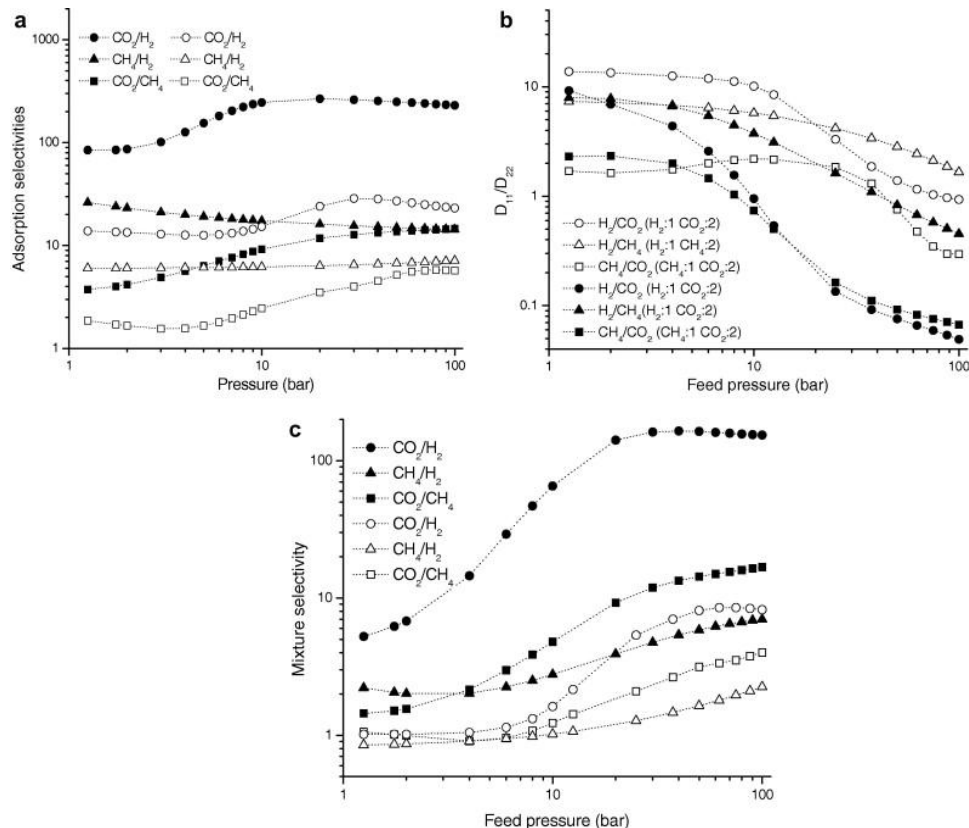 a
Adsorption selectivities
1000
100
10
1
CO₂/H₂ CO₂/H₂
CH₄/H₂ CH₄/H₂
CO₂/CH₄ CO₂/CH₄
1 10 100
Pressure (bar)
b
D₁₁/D₂₂
10
1
0.1
H₂/CO₂ (H₂:1 CO₂:2)
H₂/CH₄ (H₂:1 CH₄:2)
CH₄/CO₂ (CH₄:1 CO₂:2)
H₂/CO₂ (H₂:1 CO₂:2)
H₂/CH₄(H₂:1 CO₂:2)
CH₄/CO₂ (CH₄:1 CO₂:2)
1 10 100
Feed pressure (bar)
c
Mixture selectivity
100
10
1
CO₂/H₂
CH₄/H₂
CO₂/CH₄
CO₂/H₂
CH₄/H₂
CO₂/CH₄
1 10 100
Feed pressure (bar)